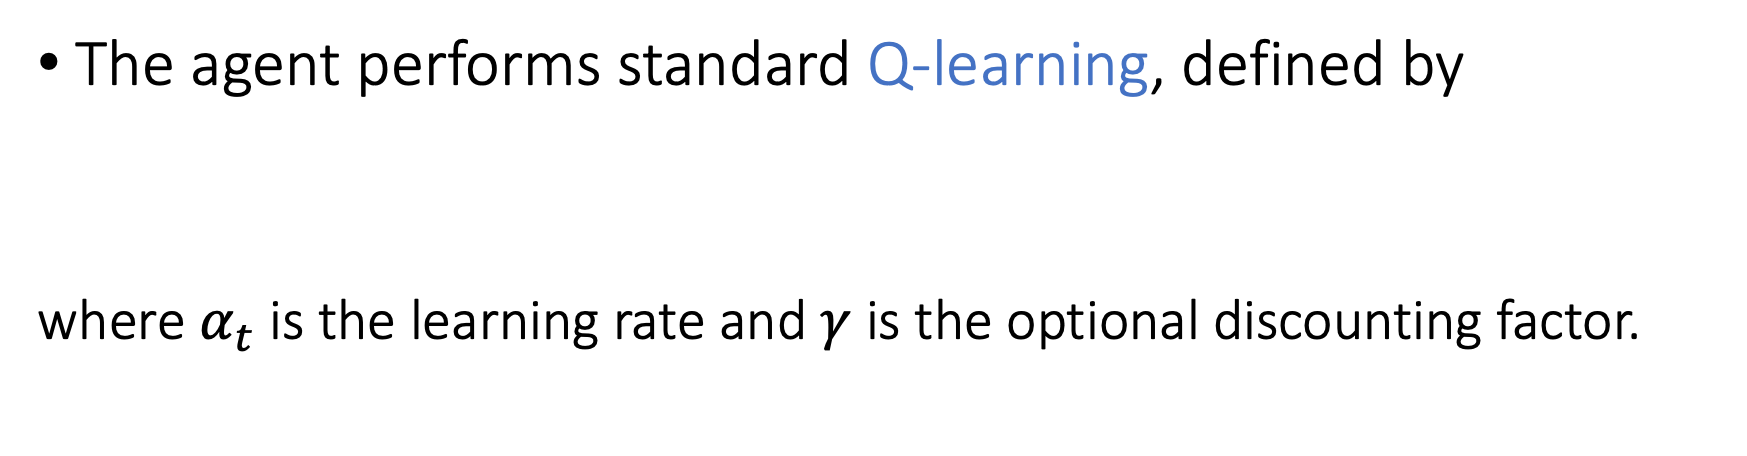 • The agent performs standard Q-learning, defined by
where αₜ is the learning rate and γ is the optional discounting factor.